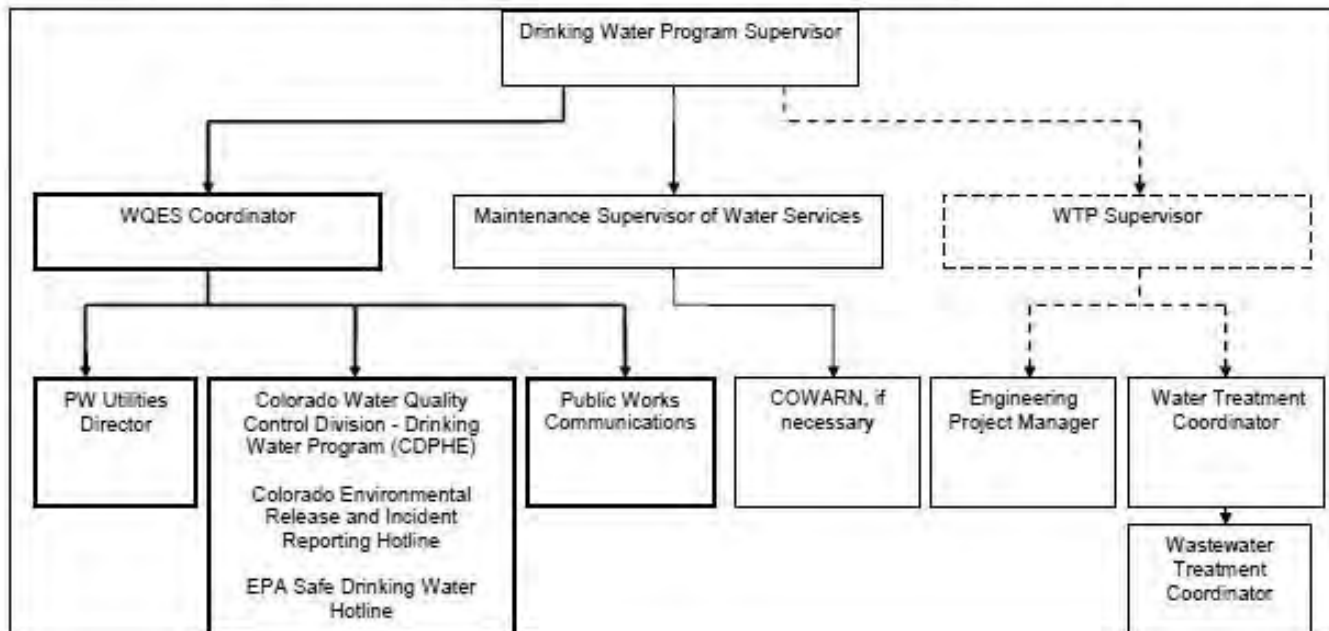 Drinking Water Program Supervisor
WQES Coordinator
Maintenance Supervisor of Water Services
WTP Supervisor
PW Utilities
Director
Colorado Water Quality
Control Division - Drinking
Water Program (CDPHE)
Colorado Environmental
Release and Incident
Reporting Hotline
EPA Safe Drinking Water
Hotline
Public Works
Communications
COWARN, if
necessary
Engineering
Project Manager
Water Treatment
Coordinator
Wastewater
Treatment
Coordinator